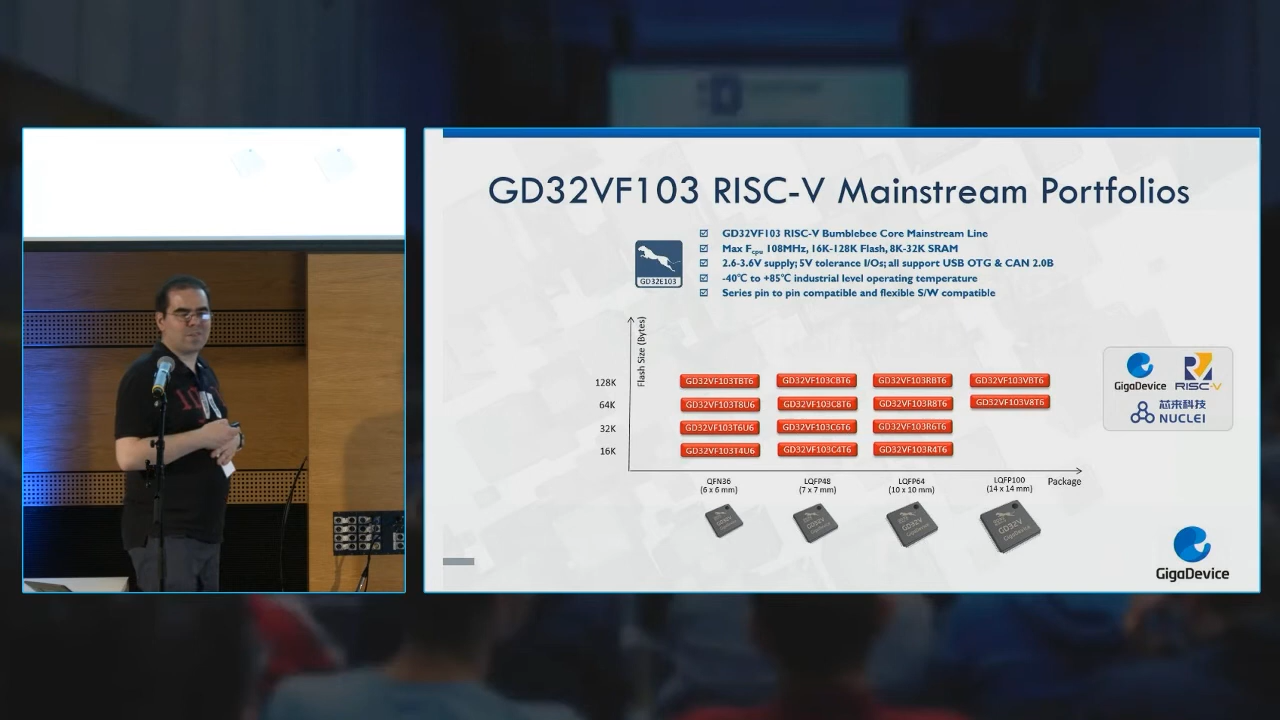 GD32VF103 RISC-V Mainstream Portfolios
GD32VF103 RISC-V Bumblebee Core Mainstream Line
Max Fcpu 108MHz, 16K-128K Flash, 8K-32K SRAM
2.6-3.6V supply; 5V tolerance I/Os; all support USB OTG & CAN 2.0B
-40℃ to +85℃ industrial level operating temperature
Series pin to pin compatible and flexible S/W compatible
GD32E103
Flash Size (Bytes)
128K GD32VF103TBT6 GD32VF103CBT6 GD32VF103RBT6 GD32VF103VBT6
64K GD32VF103T8U6 GD32VF103C8T6 GD32VF103R8T6 GD32VF103V8T6
32K GD32VF103T6U6 GD32VF103C6T6 GD32VF103R6T6
16K GD32VF103T4U6 GD32VF103C4T6 GD32VF103R4T6
QFN36 LQFP48 LQFP64 LQFP100 Package
(6 x 6 mm) (7 x 7 mm) (10 x 10 mm) (14 x 14 mm)
GigaDevice RISC-V
芯来科技
NUCLEI
GD32V
GD32V
GD32V
GigaDevice